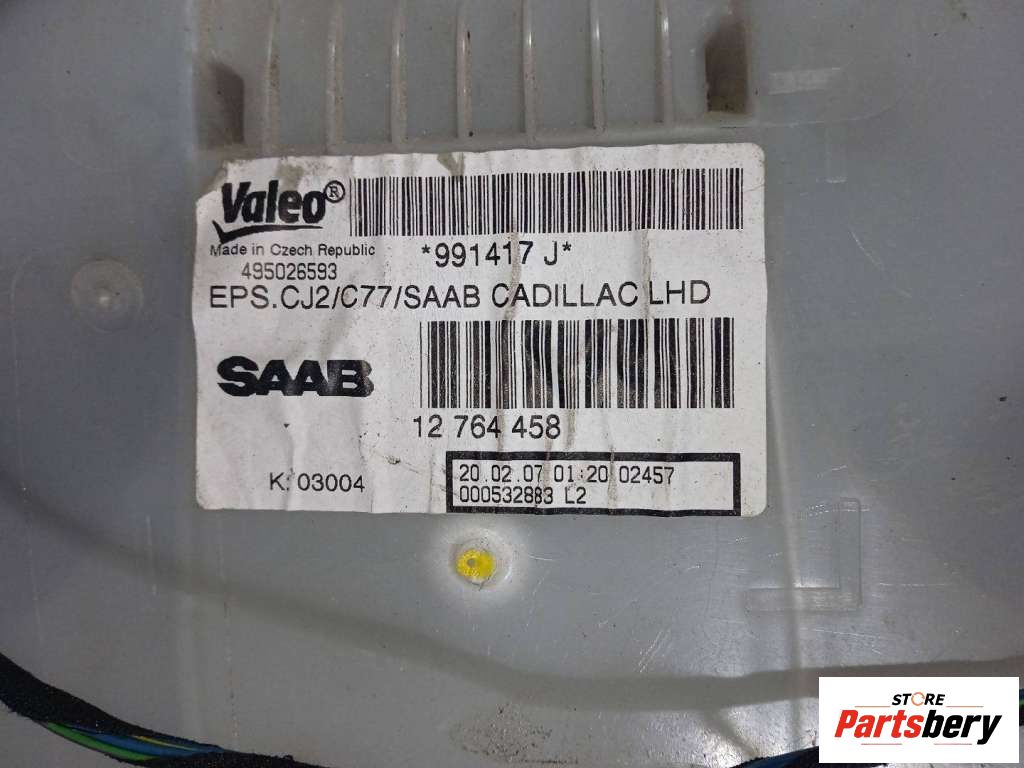 Valeo®
Made in Czech Republic
495026593
*991417 J*
EPS.CJ2/C77/SAAB CADILLAC LHD
SAAB
12 764 458
K: 03004
20.02.07 01:20 02457
000532883 L2
STORE
Partsbery